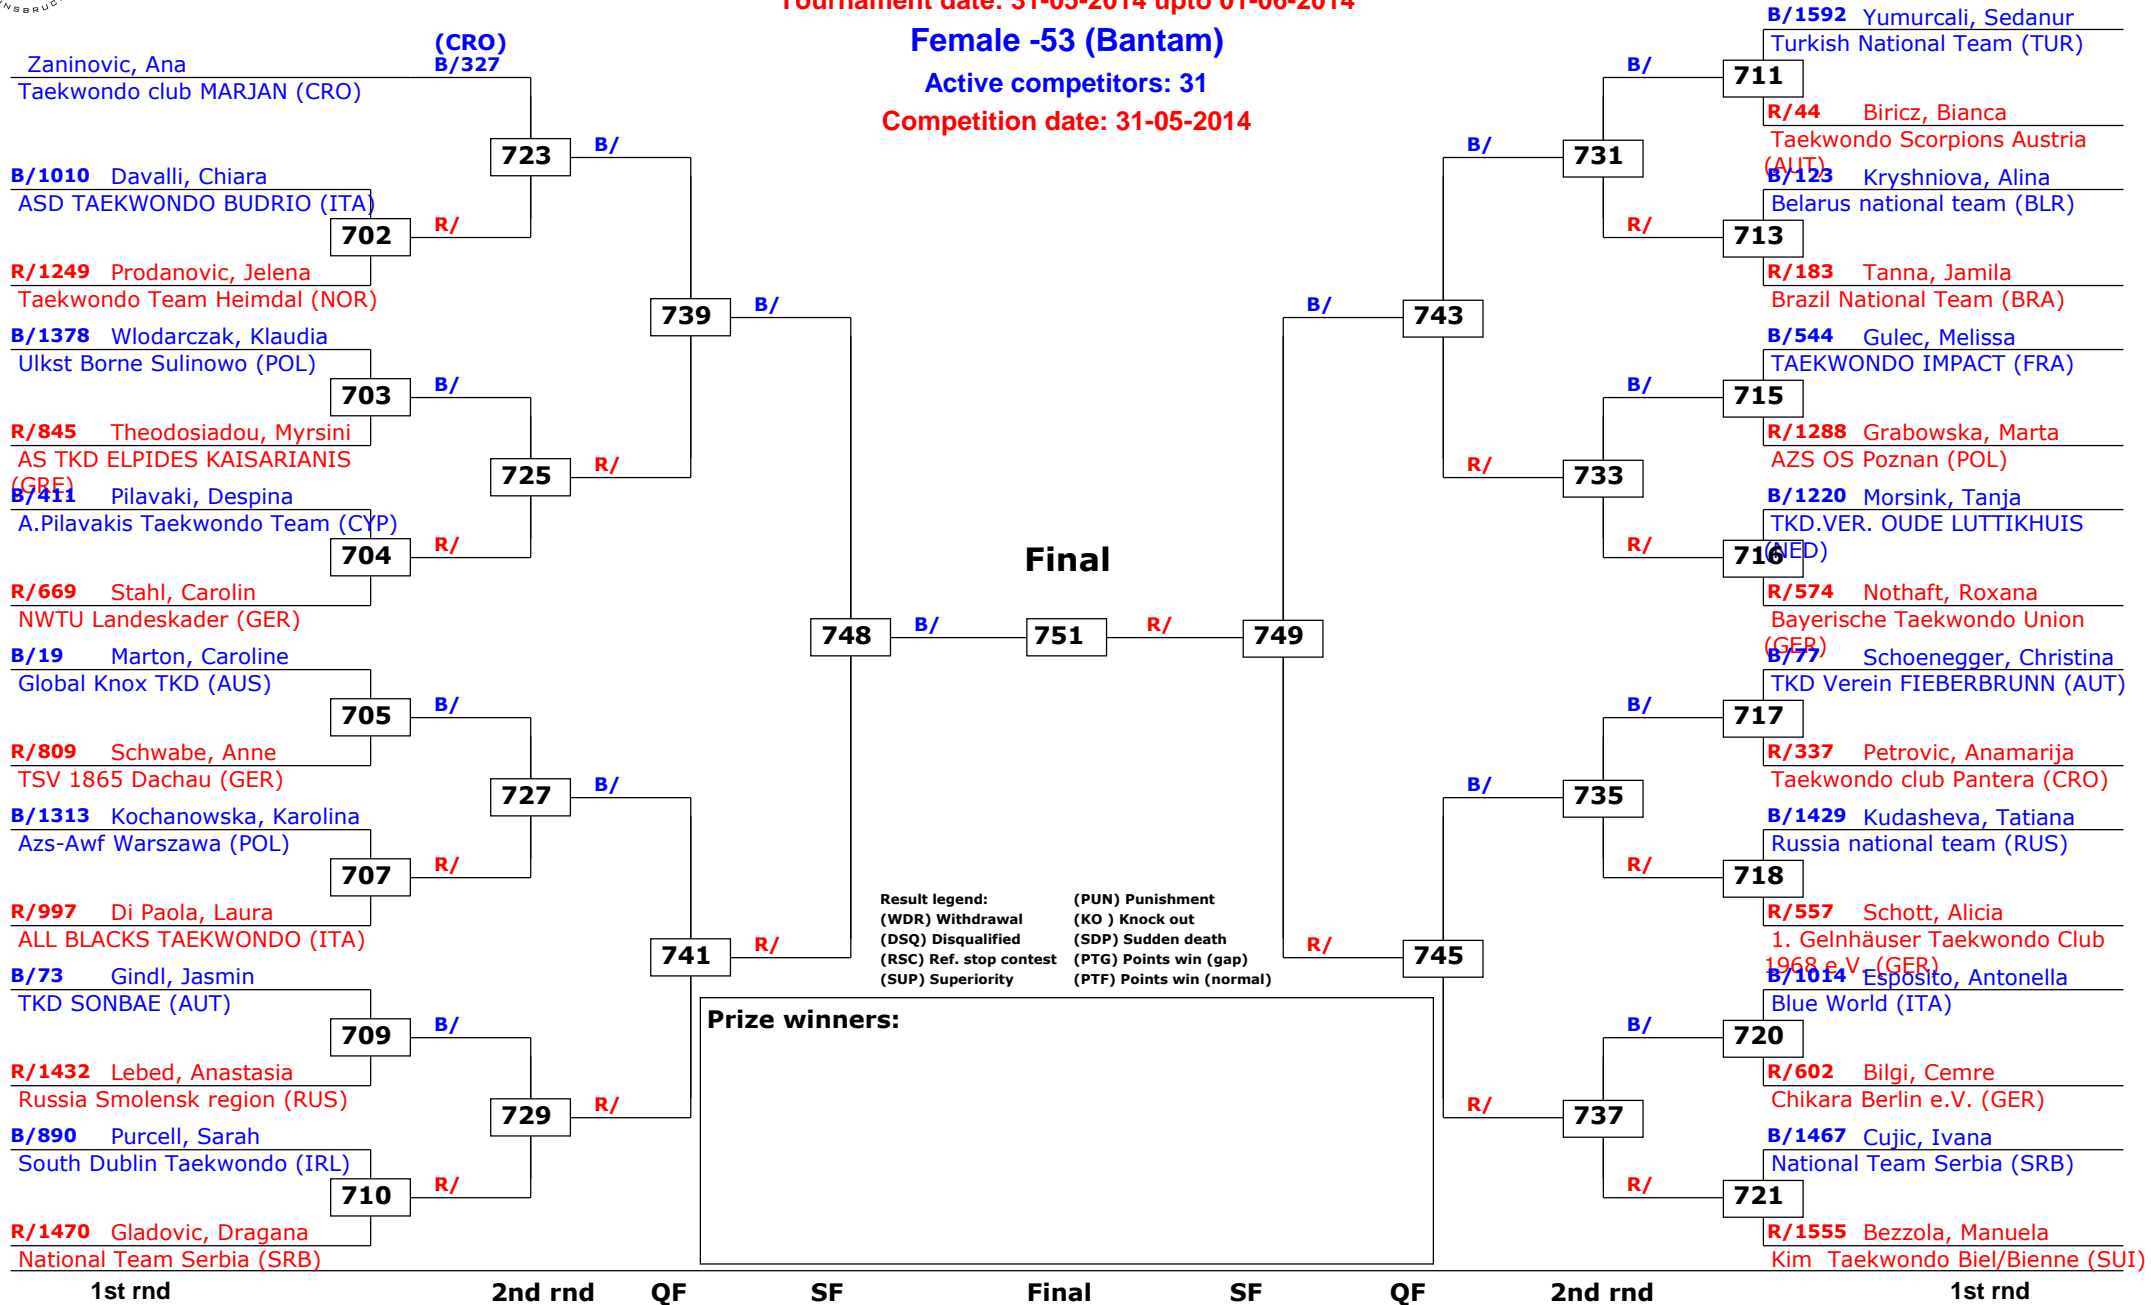 NSBRUC
Tournament date: 31-05-2014 upto 01-06-2014
Female -53 (Bantam)
Active competitors: 31
Competition date: 31-05-2014
(CRO)
Zaninovic, Ana B/327
Taekwondo club MARJAN (CRO)
723 B/
B/1010 Davalli, Chiara
ASD TAEKWONDO BUDRIO (ITA)
702 R/
R/1249 Prodanovic, Jelena
Taekwondo Team Heimdal (NOR)
739 B/
B/1378 Wlodarczak, Klaudia
Ulkst Borne Sulinowo (POL)
703 B/
R/845 Theodosiadou, Myrsini
AS TKD ELPIDES KAISARIANIS
(GRE)
725 R/
B/411 Pilavaki, Despina
A.Pilavakis Taekwondo Team (CYP)
704 R/
R/669 Stahl, Carolin
NWTU Landeskader (GER)
748 B/
B/19 Marton, Caroline
Global Knox TKD (AUS)
705 B/
R/809 Schwabe, Anne
TSV 1865 Dachau (GER)
727 B/
B/1313 Kochanowska, Karolina
Azs-Awf Warszawa (POL)
707 R/
R/997 Di Paola, Laura
ALL BLACKS TAEKWONDO (ITA)
741 R/
B/73 Gindl, Jasmin
TKD SONBAE (AUT)
709 B/
R/1432 Lebed, Anastasia
Russia Smolensk region (RUS)
729 R/
B/890 Purcell, Sarah
South Dublin Taekwondo (IRL)
710 R/
R/1470 Gladovic, Dragana
National Team Serbia (SRB)
Final
751
B/1592 Yumurcali, Sedanur
Turkish National Team (TUR)
B/ 711
R/44 Biricz, Bianca
Taekwondo Scorpions Austria
(AUT)
B/ 731
B/123 Kryshniova, Alina
Belarus national team (BLR)
R/ 713
R/183 Tanna, Jamila
Brazil National Team (BRA)
B/ 743
B/544 Gulec, Melissa
TAEKWONDO IMPACT (FRA)
B/ 715
R/1288 Grabowska, Marta
AZS OS Poznan (POL)
R/ 733
B/1220 Morsink, Tanja
TKD.VER. OUDE LUTTIKHUIS
(NED)
R/ 716
R/574 Nothaft, Roxana
Bayerische Taekwondo Union
(GER)
R/ 749
B/77 Schoenegger, Christina
TKD Verein FIEBERBRUNN (AUT)
B/ 717
R/337 Petrovic, Anamarija
Taekwondo club Pantera (CRO)
B/ 735
B/1429 Kudasheva, Tatiana
Russia national team (RUS)
R/ 718
R/557 Schott, Alicia
1. Gelnhäuser Taekwondo Club
1968 e.V. (GER)
R/ 745
B/1014 Esposito, Antonella
Blue World (ITA)
B/ 720
R/602 Bilgi, Cemre
Chikara Berlin e.V. (GER)
R/ 737
B/1467 Cujic, Ivana
National Team Serbia (SRB)
R/ 721
R/1555 Bezzola, Manuela
Kim Taekwondo Biel/Bienne (SUI)
Result legend: (PUN) Punishment
(WDR) Withdrawal (KO ) Knock out
(DSQ) Disqualified (SDP) Sudden death
(RSC) Ref. stop contest (PTG) Points win (gap)
(SUP) Superiority (PTF) Points win (normal)
Prize winners:
1st rnd 2nd rnd QF SF Final SF QF 2nd rnd 1st rnd